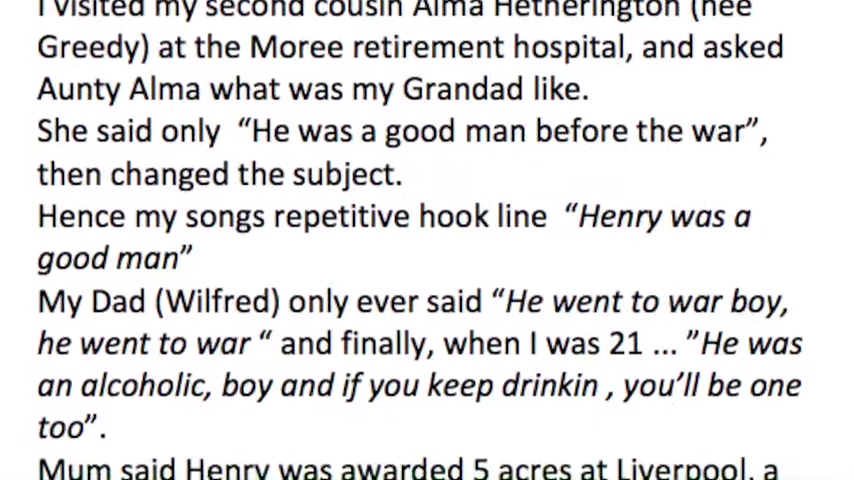 I visited my second cousin Alma Hetherington (nee
Greedy) at the Moree retirement hospital, and asked
Aunty Alma what was my Grandad like.
She said only  “He was a good man before the war”,
then changed the subject.
Hence my songs repetitive hook line  “Henry was a
good man”
My Dad (Wilfred) only ever said “He went to war boy,
he went to war “ and finally, when I was 21 ... ”He was
an alcoholic, boy and if you keep drinkin , you’ll be one
too”.
Mum said Henry was awarded 5 acres at Liverpool, a